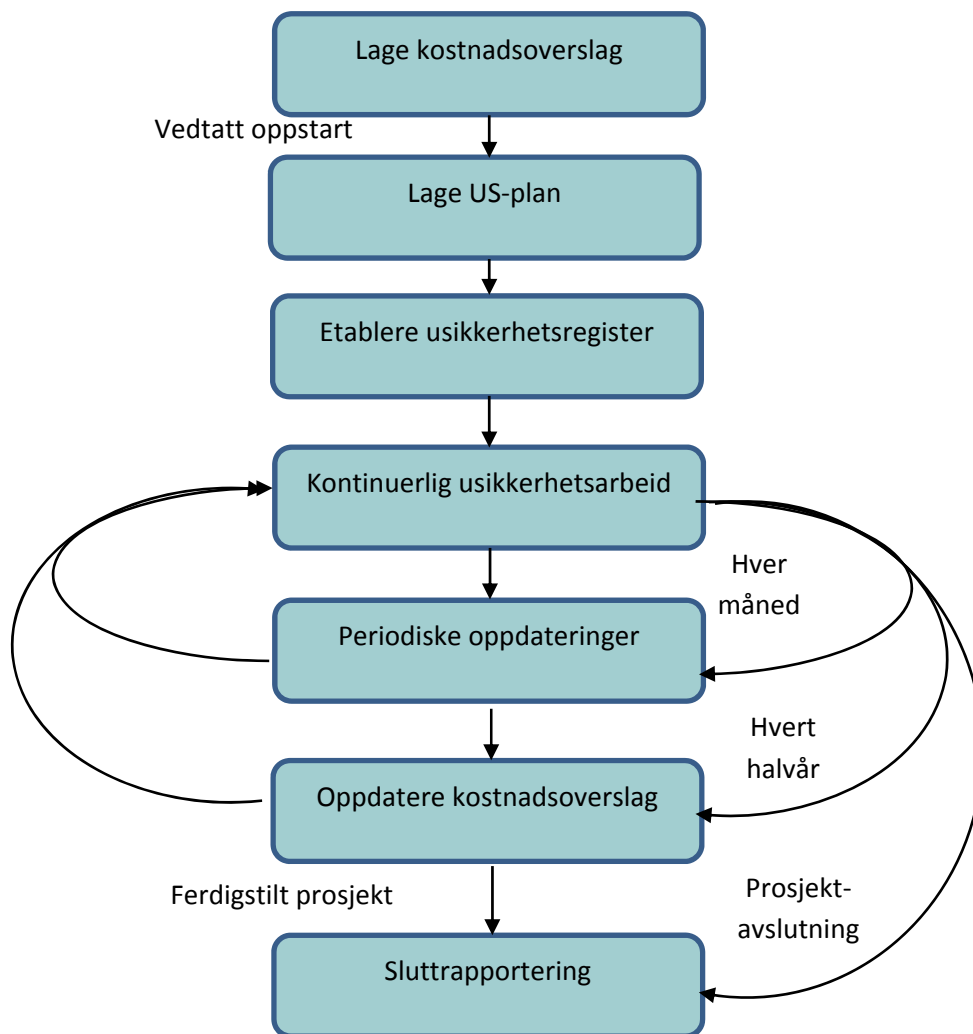 Lage kostnadsoverslag
Vedtatt oppstart
Lage US-plan
Etablere usikkerhetsregister
Kontinuerlig usikkerhetsarbeid
Hver
måned
Periodiske oppdateringer
Hvert
halvår
Oppdatere kostnadsoverslag
Ferdigstilt prosjekt
Prosjekt-
avslutning
Sluttrapportering